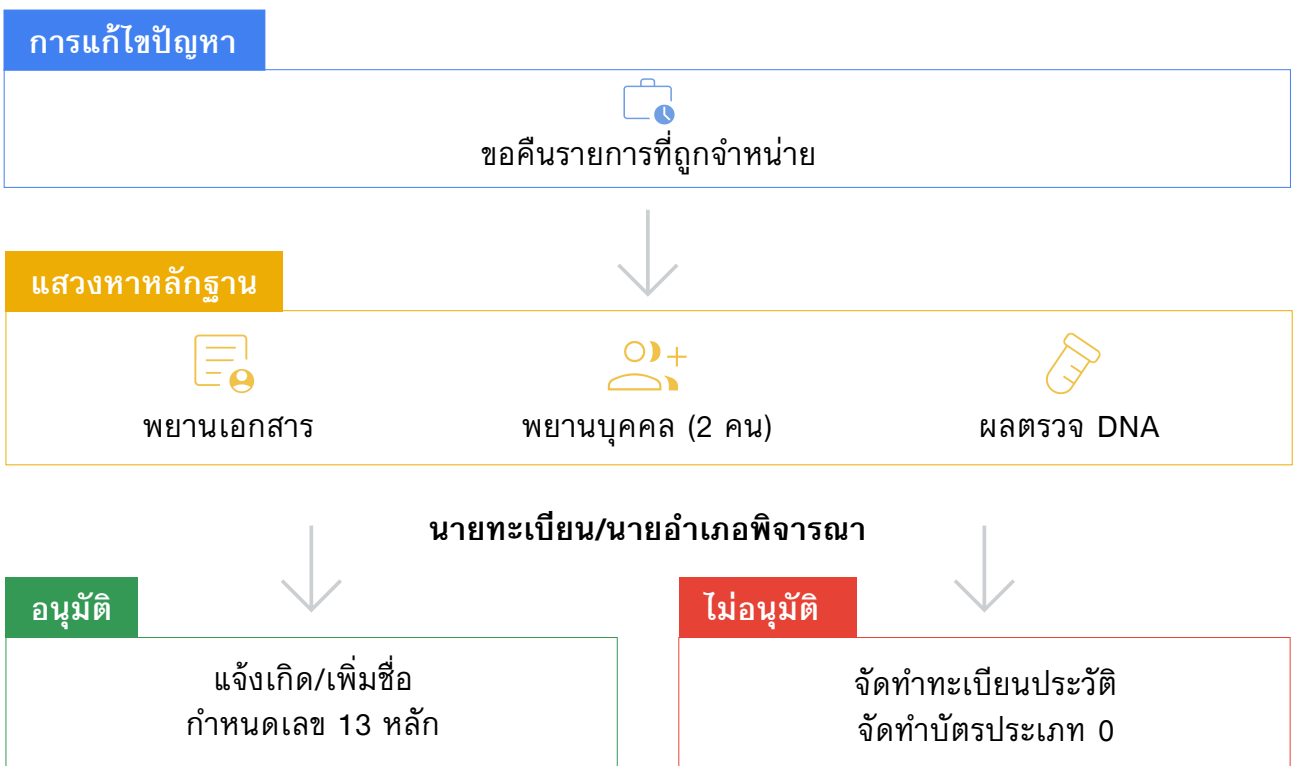 การแก้ไขปัญหา
ขอคืนรายการที่ถูกจำหน่าย
แสวงหาหลักฐาน
พยานเอกสาร
พยานบุคคล (2 คน)
ผลตรวจ DNA
นายทะเบียน/นายอำเภอพิจารณา
อนุมัติ
แจ้งเกิด/เพิ่มชื่อ
กำหนดเลข 13 หลัก
ไม่อนุมัติ
จัดทำทะเบียนประวัติ
จัดทำบัตรประเภท 0